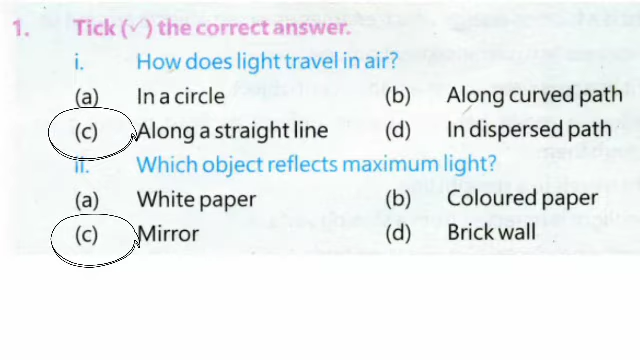 1. Tick (✓) the correct answer.
i. How does light travel in air?
(a) In a circle (b) Along curved path
(c) Along a straight line (d) In dispersed path
ii. Which object reflects maximum light?
(a) White paper (b) Coloured paper
(c) Mirror (d) Brick wall